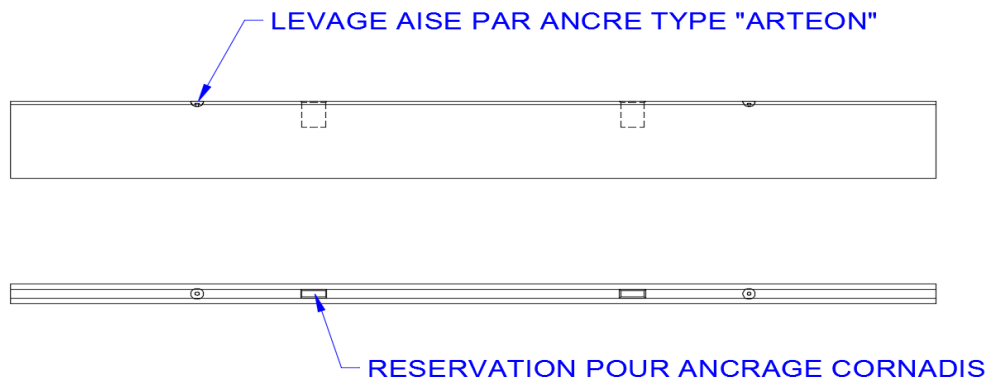 LEVAGE AISE PAR ANCRE TYPE "ARTEON"
RESERVATION POUR ANCRAGE CORNADIS